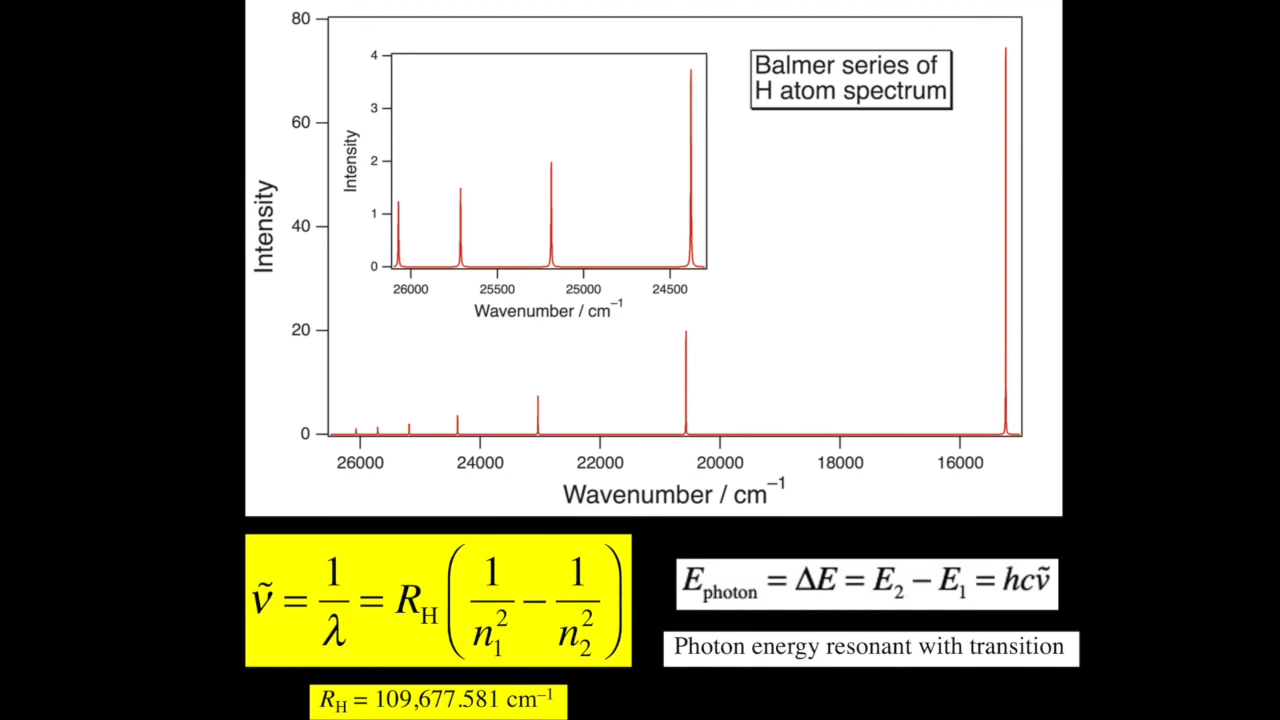 80
60
40
20
0
Intensity
26000
24000
22000
20000
18000
16000
Wavenumber / cm⁻¹
4
3
2
1
0
Intensity
26000
25500
25000
24500
Wavenumber / cm⁻¹
Balmer series of
H atom spectrum
ṽ = 1/λ = R_H (1/n₁² − 1/n₂²)
R_H = 109,677.581 cm⁻¹
E_photon = ΔE = E₂ − E₁ = hcṽ
Photon energy resonant with transition